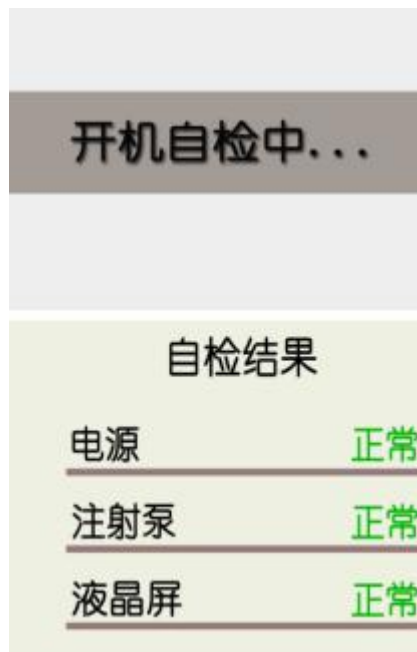 开机自检中...
自检结果
电源 正常
注射泵 正常
液晶屏 正常